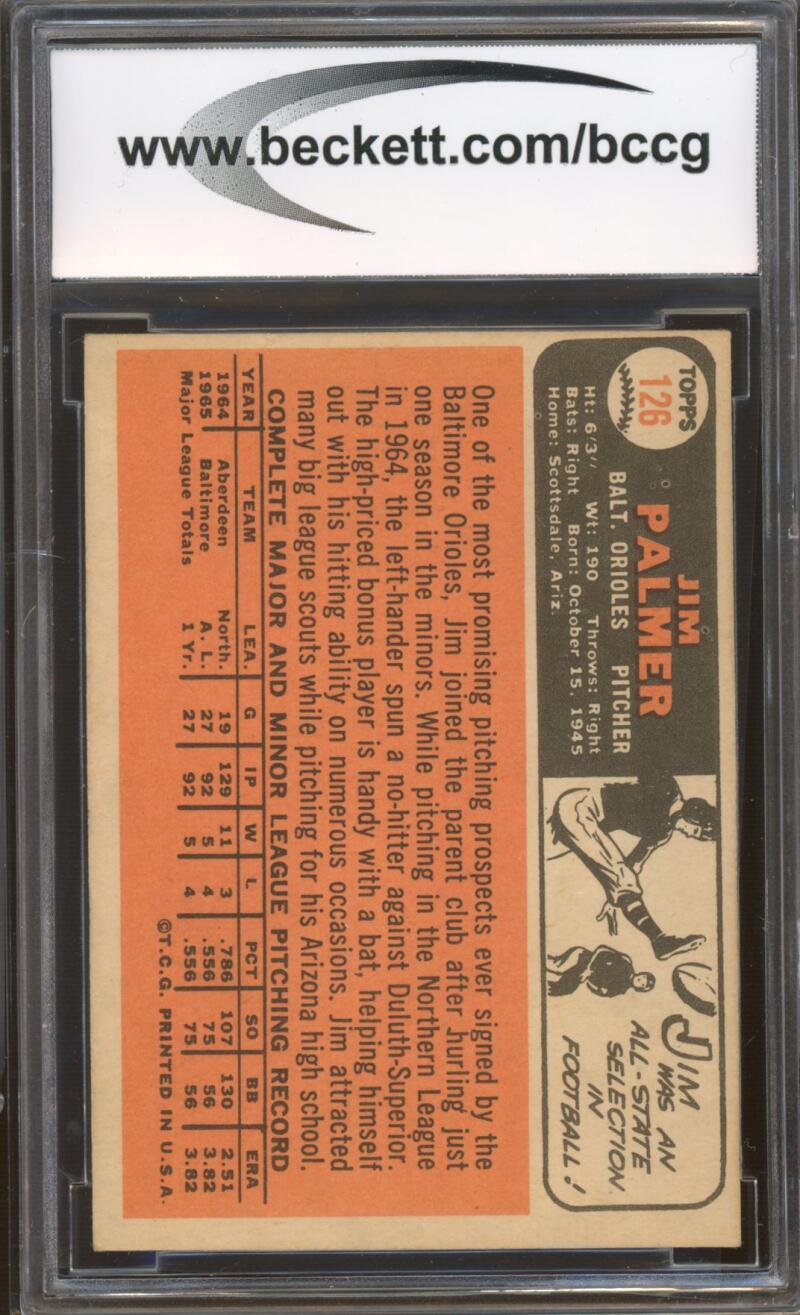 www.beckett.com/bccg
TOPPS
126
JIM
PALMER
BALT. ORIOLES PITCHER
Ht: 6'3" Wt: 190 Throws: Right
Bats: Right Born: October 15, 1945
Home: Scottsdale, Ariz.
JIM
WAS AN
ALL-STATE
SELECTION
IN
FOOTBALL!
One of the most promising pitching prospects ever signed by the
Baltimore Orioles, Jim joined the parent club after hurling just
one season in the minors. While pitching in the Northern League
in 1964, the left-hander spun a no-hitter against Duluth-Superior.
The high-priced bonus player is handy with a bat, helping himself
out with his hitting ability on numerous occasions. Jim attracted
many big league scouts while pitching for his Arizona high school.
COMPLETE MAJOR AND MINOR LEAGUE PITCHING RECORD
YEAR TEAM LEA. G IP W L PCT SO BB ERA
1964 Aberdeen North. 19 129 11 3 .786 107 130 2.51
1965 Baltimore A. L. 27 92 5 4 .556 75 56 3.82
Major League Totals 1 Yr. 27 92 5 4 .556 75 56 3.82
©T.C.G. PRINTED IN U.S.A.